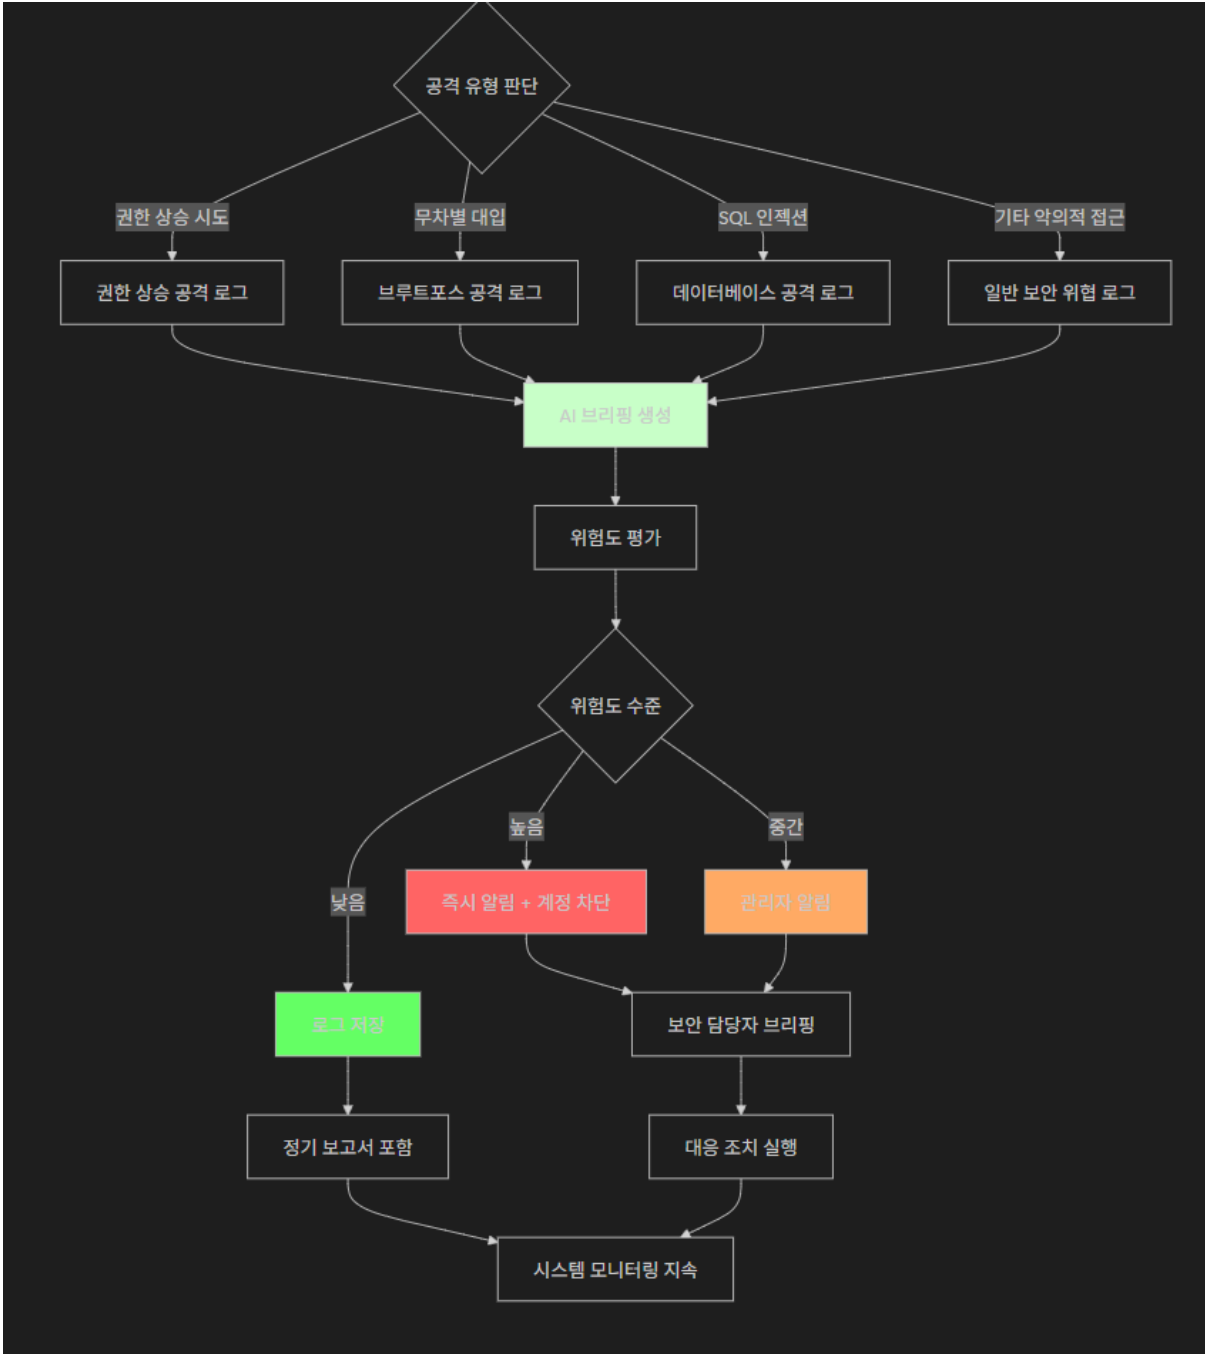 공격 유형 판단
권한 상승 시도
무차별 대입
SQL 인젝션
기타 악의적 접근
권한 상승 공격 로그
브루트포스 공격 로그
데이터베이스 공격 로그
일반 보안 위협 로그
AI 브리핑 생성
위험도 평가
위험도 수준
높음
중간
낮음
즉시 알림 + 계정 차단
관리자 알림
로그 저장
보안 담당자 브리핑
정기 보고서 포함
대응 조치 실행
시스템 모니터링 지속